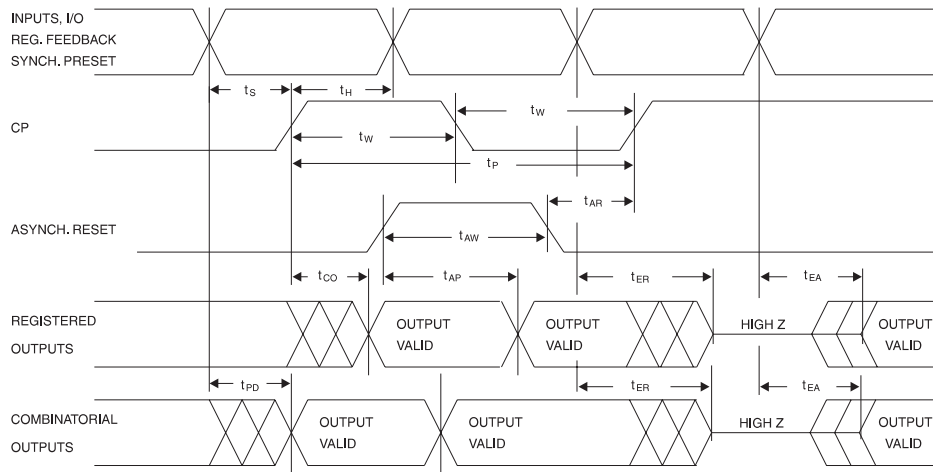 INPUTS, I/O
REG. FEEDBACK
SYNCH. PRESET
tS
tH
CP
tW
tW
tP
ASYNCH. RESET
tAR
tAW
tCO
tAP
tER
tEA
REGISTERED
OUTPUTS
OUTPUT
VALID
OUTPUT
VALID
HIGH Z
OUTPUT
VALID
tPD
tER
tEA
COMBINATORIAL
OUTPUTS
OUTPUT
VALID
OUTPUT
VALID
HIGH Z
OUTPUT
VALID